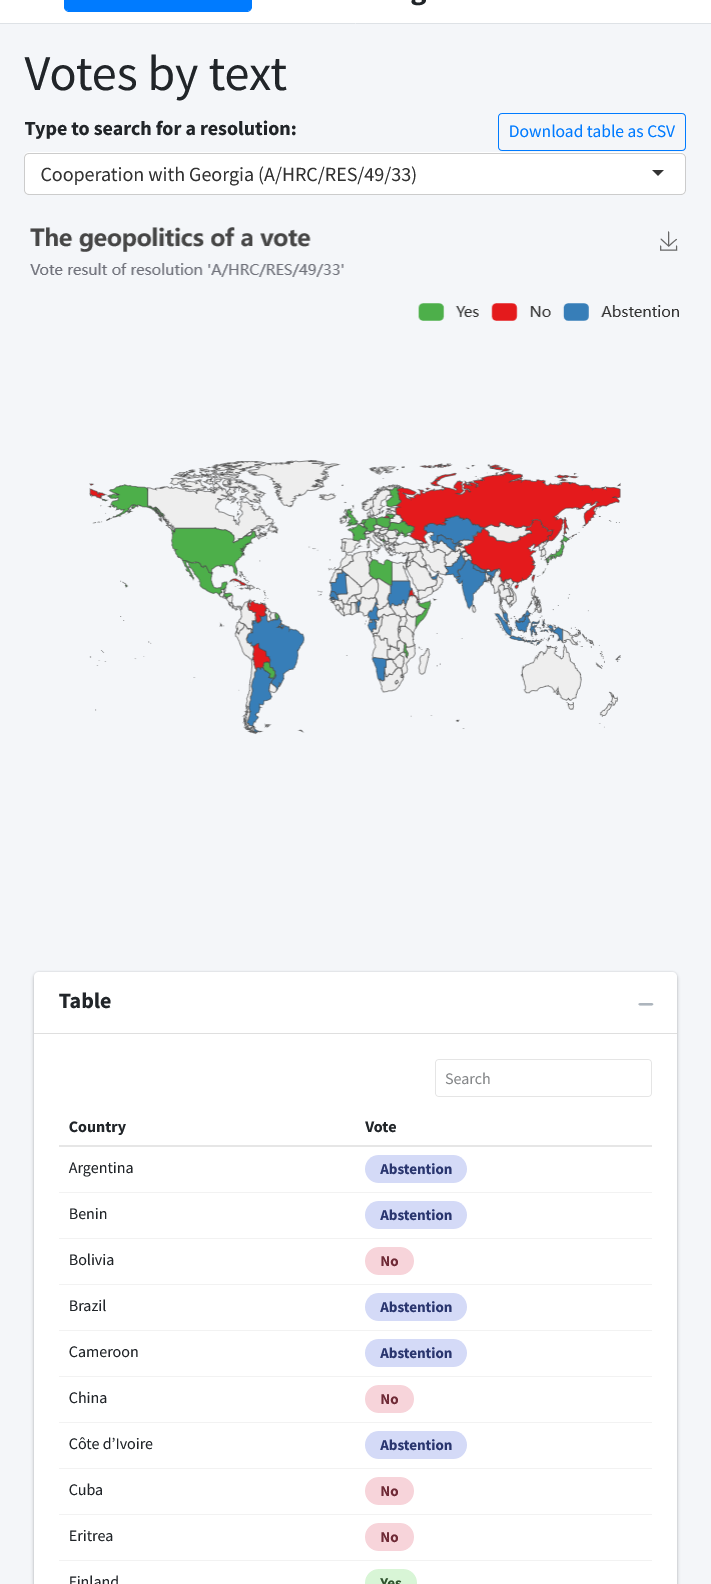 Votes by text
Type to search for a resolution:
Download table as CSV
Cooperation with Georgia (A/HRC/RES/49/33)
The geopolitics of a vote
Vote result of resolution 'A/HRC/RES/49/33'
Yes No Abstention
Table
Search
Country Vote
Argentina Abstention
Benin Abstention
Bolivia No
Brazil Abstention
Cameroon Abstention
China No
Côte d’Ivoire Abstention
Cuba No
Eritrea No
Finland Yes